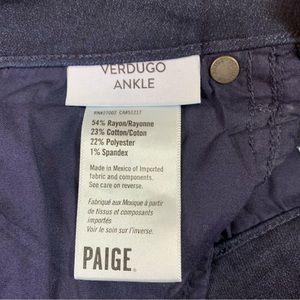 VERDUGO
ANKLE
54% Rayon/Rayonne
23% Cotton/Coton
22% Polyester
1% Spandex
Made in Mexico of Imported
fabric and components.
See care on reverse.
Fabriqué aux Mexique à partir
de tissus et composants
importés
Voir le soin sur l'inverse.
PAIGE®